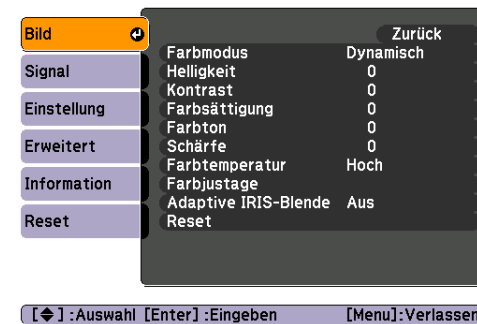 Bild
Signal
Einstellung
Erweitert
Information
Reset
Zurück
Farbmodus Dynamisch
Helligkeit 0
Kontrast 0
Farbsättigung 0
Farbton 0
Schärfe 0
Farbtemperatur Hoch
Farbjustage
Adaptive IRIS-Blende Aus
Reset
[◆] :Auswahl [Enter] :Eingeben [Menu]:Verlassen